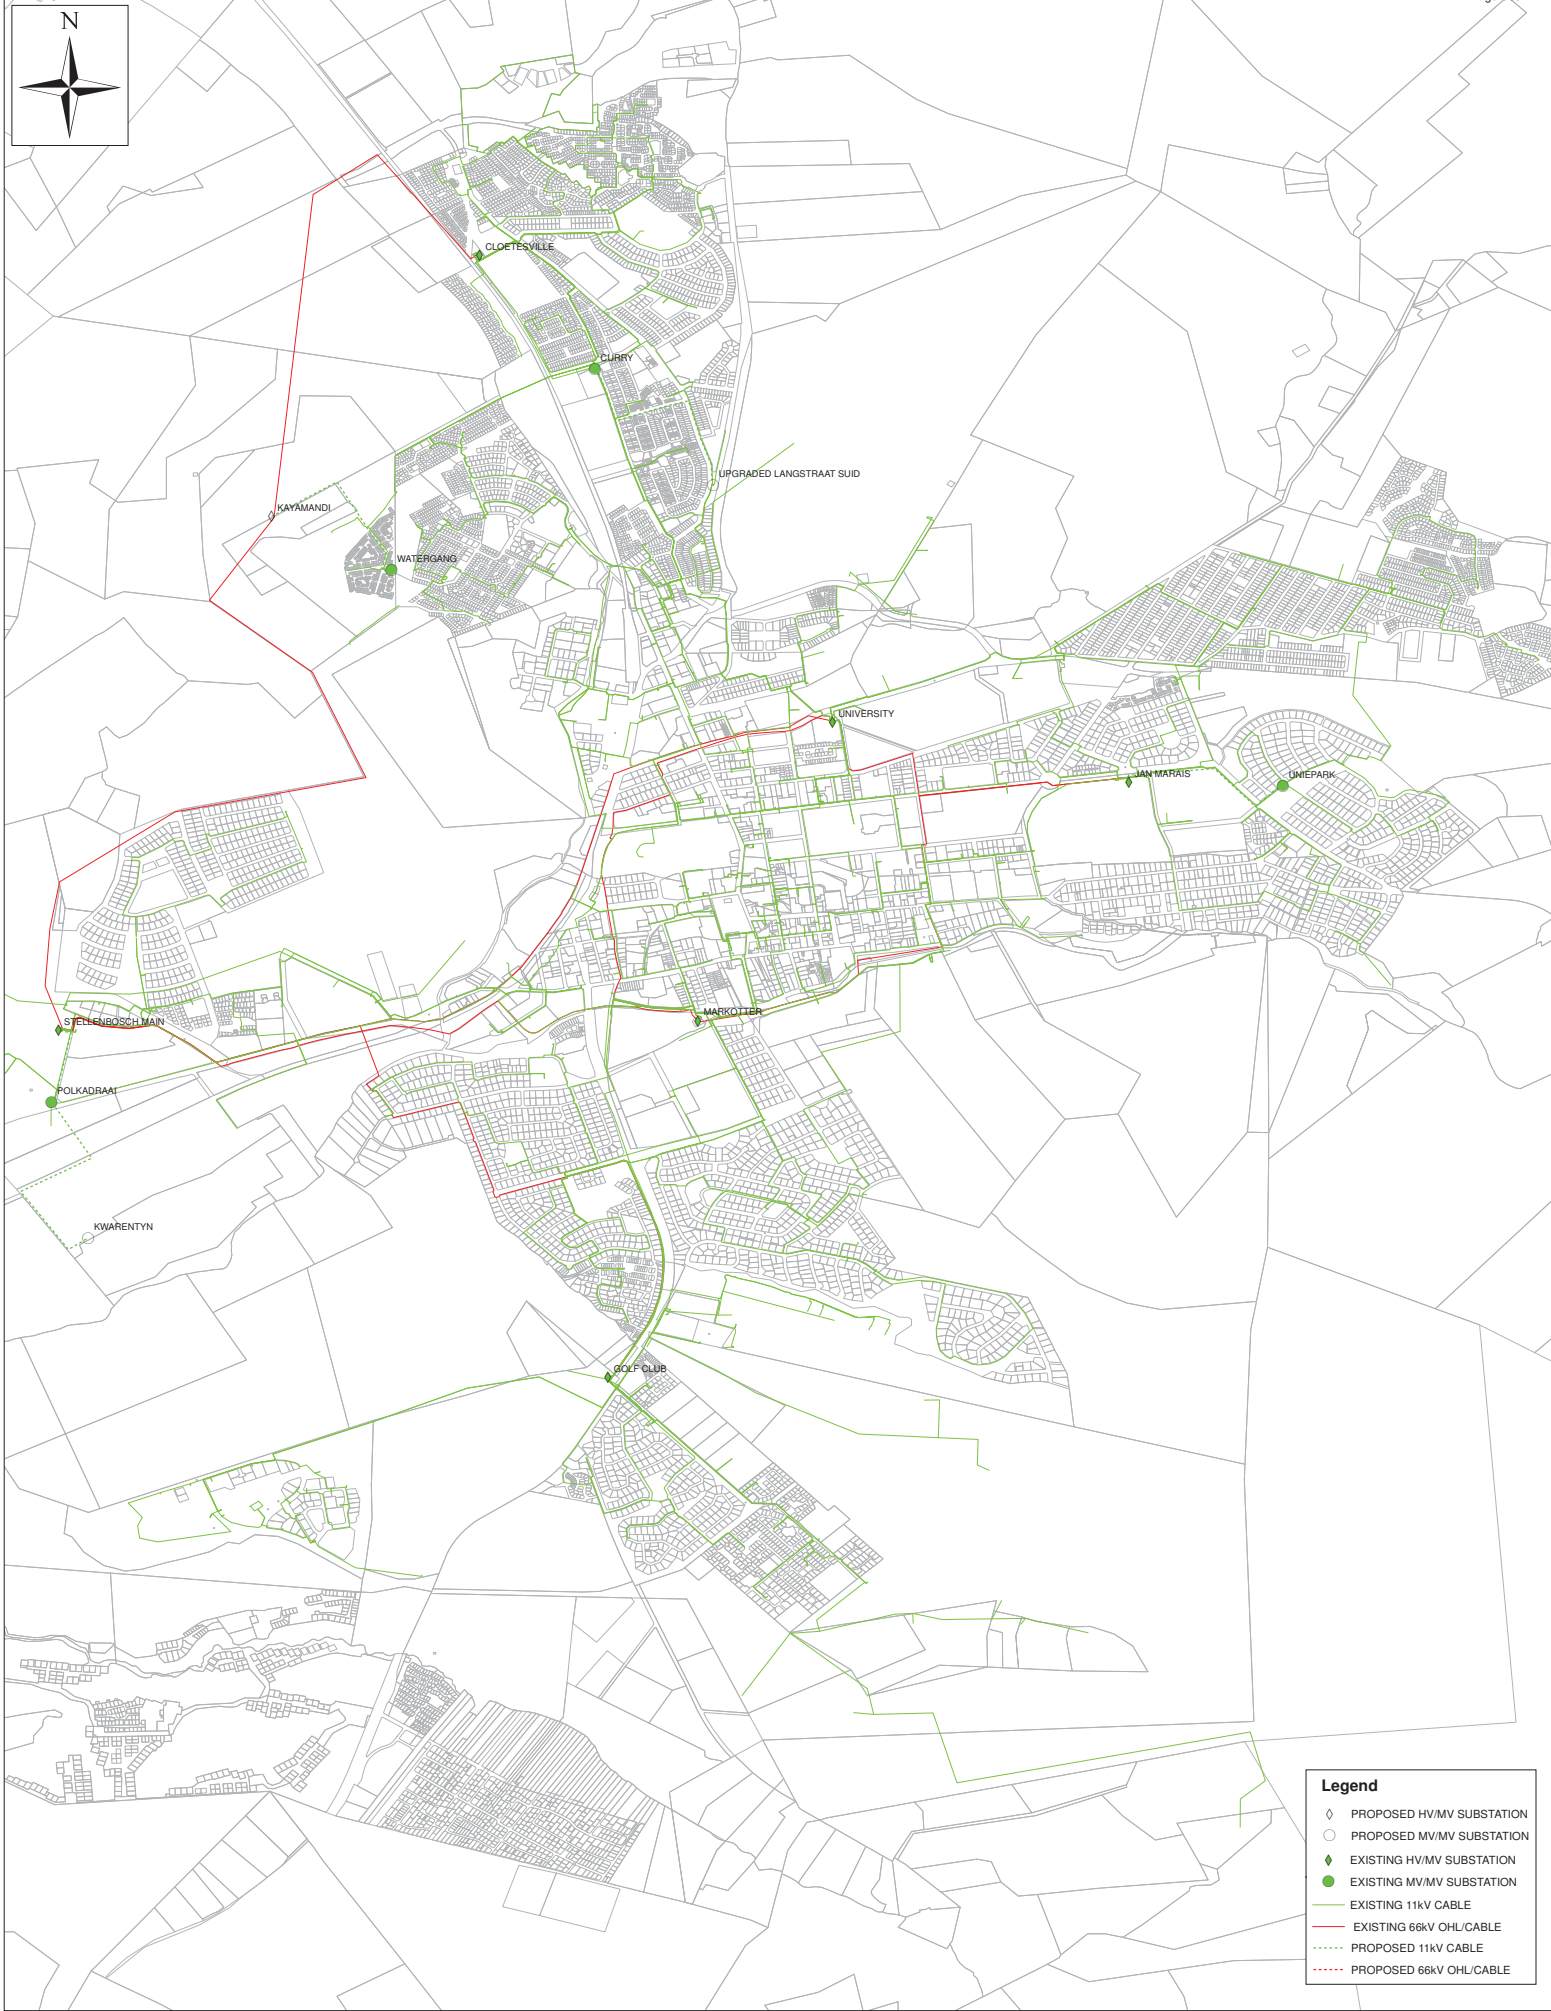 N
CLOETESVILLE
CURRY
UPGRADED LANGSTRAAT SUID
KAYAMANDI
WATERGANG
UNIVERSITY
JAN MARAIS
UNIEPARK
MARKOTTER
STELLENBOSCH MAIN
POLKADRAAI
KWARENTYN
GOLF CLUB
Legend
PROPOSED HV/MV SUBSTATION
PROPOSED MV/MV SUBSTATION
EXISTING HV/MV SUBSTATION
EXISTING MV/MV SUBSTATION
EXISTING 11kV CABLE
EXISTING 66kV OHL/CABLE
PROPOSED 11kV CABLE
PROPOSED 66kV OHL/CABLE